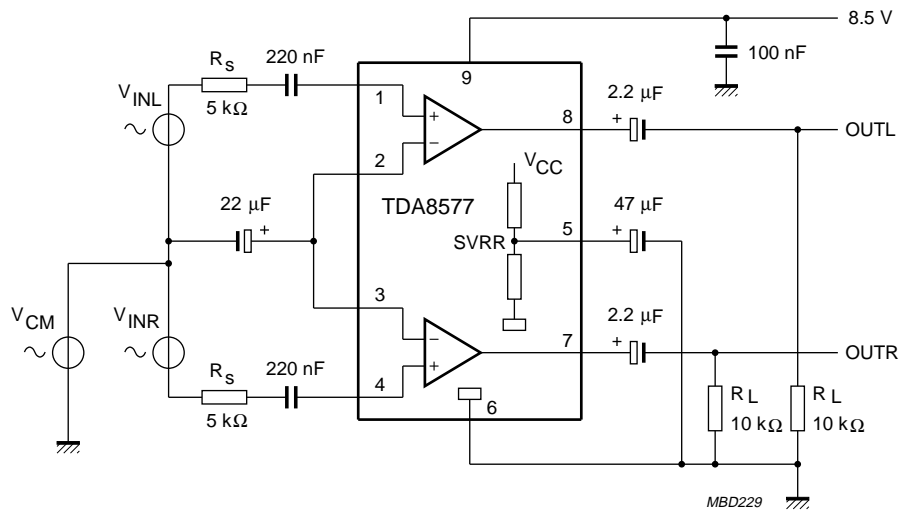 8.5 V
220 nF
100 nF
R s
5 kΩ
9
V INL
1
2.2 µF
+
8
+
−
OUTL
2
V CC
22 µF
+
TDA8577
47 µF
5
+
SVRR
3
V CM
V INR
2.2 µF
−
+
7
+
OUTR
R s
220 nF
4
5 kΩ
6
R L
10 kΩ
R L
10 kΩ
MBD229